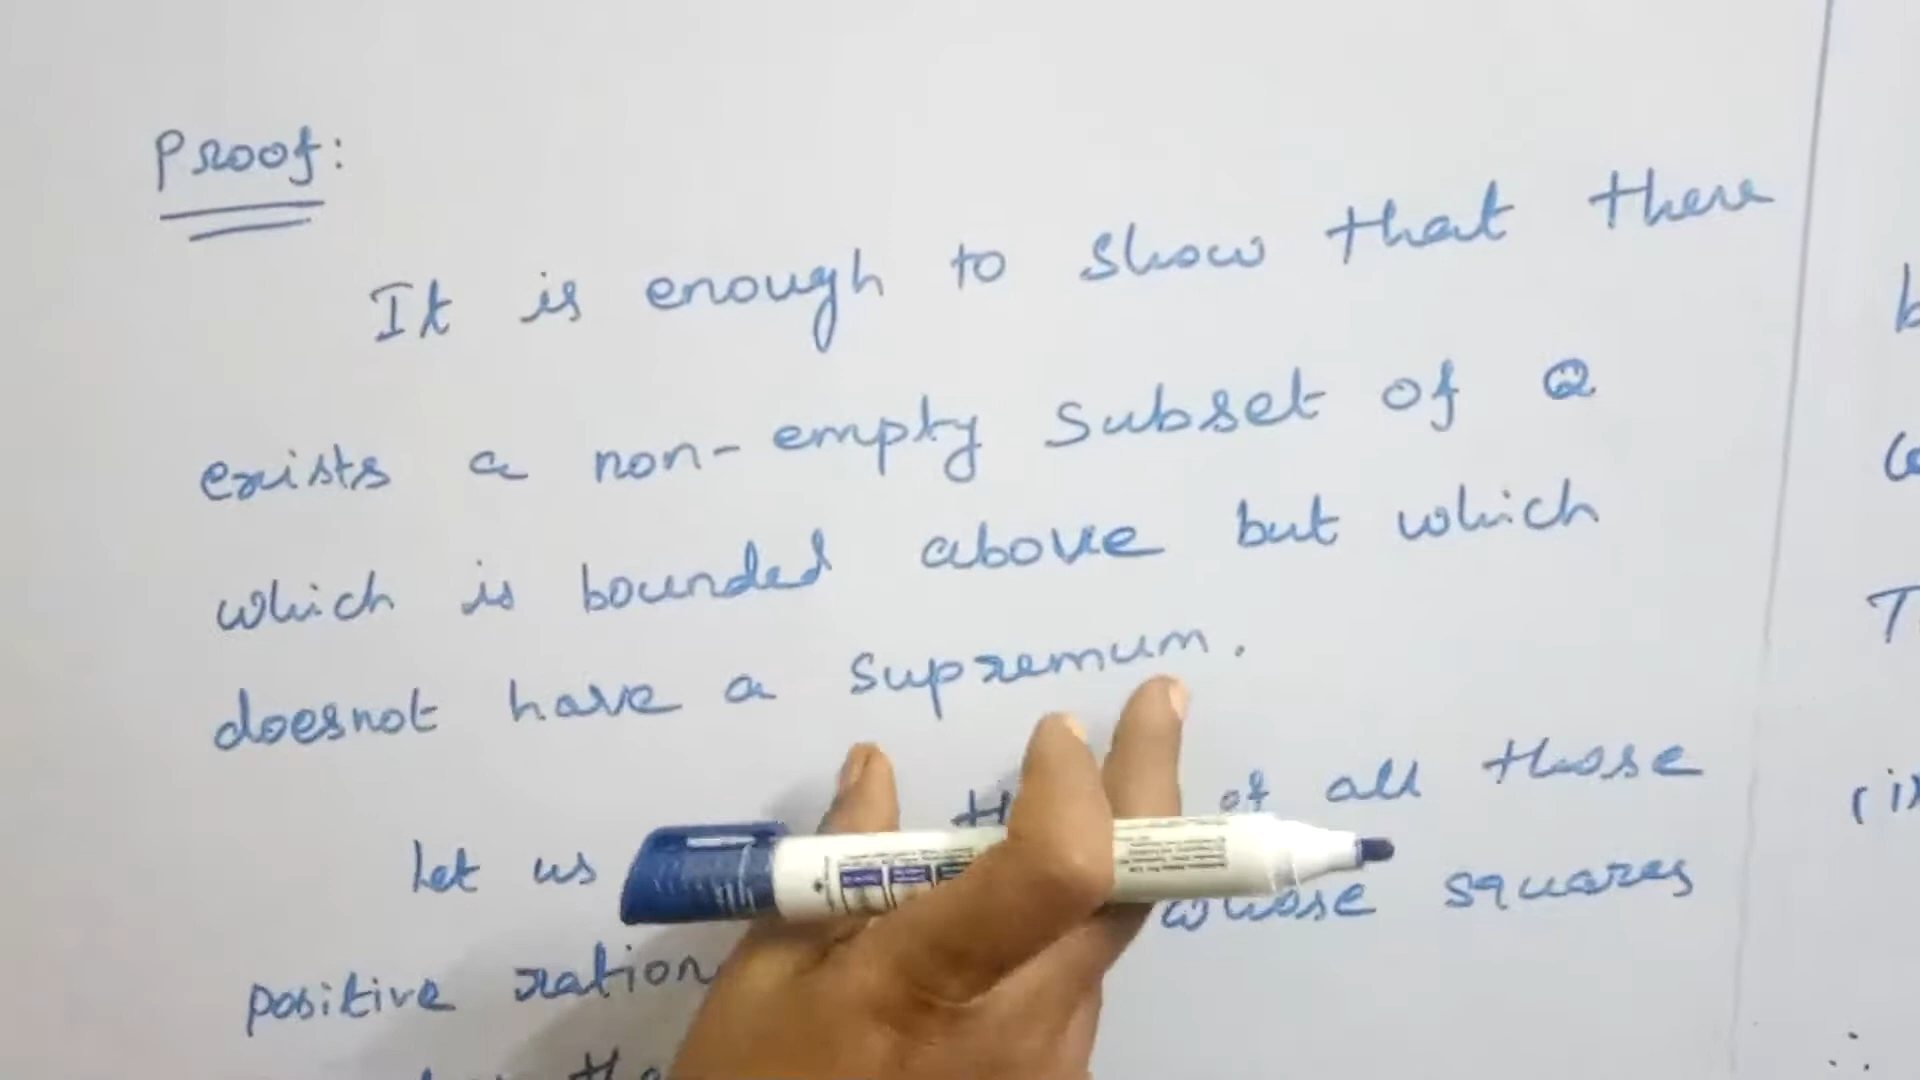 Proof:
It is enough to show that there
exists a non-empty subset of Q
which is bounded above but which
doesnot have a supremum.
Let us of all those
positive whose squares